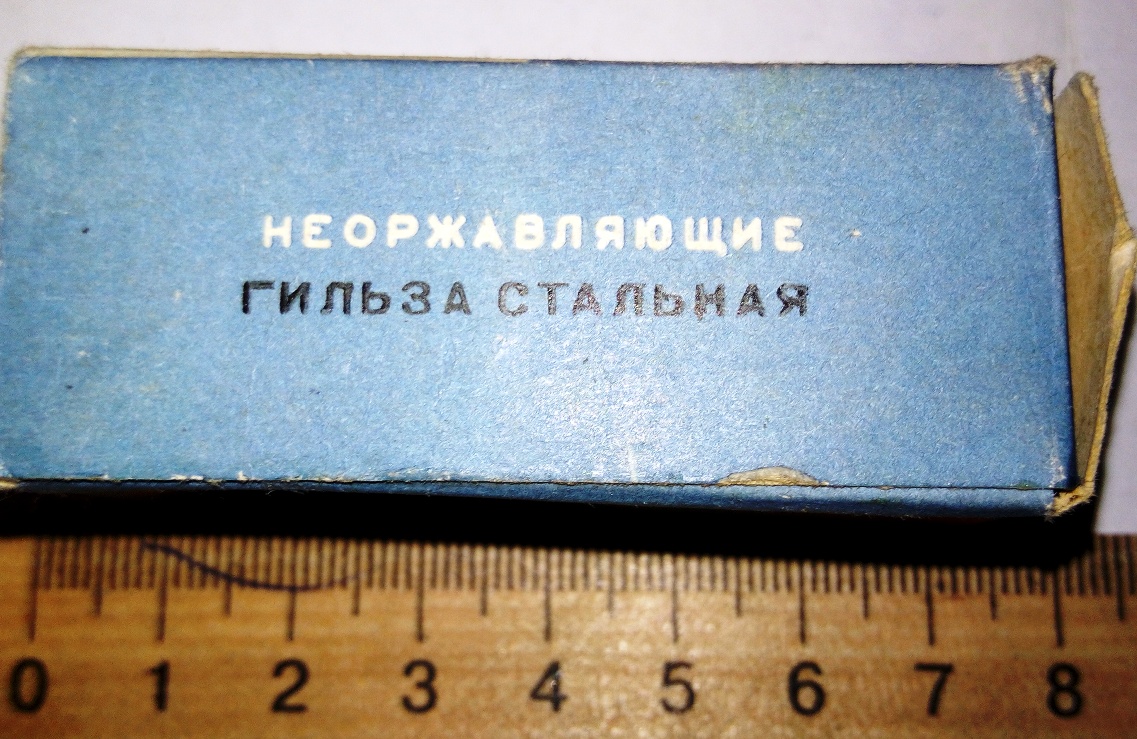 НЕОРЖАВЛЯЮЩИЕ
ГИЛЬЗА СТАЛЬНАЯ
0 1 2 3 4 5 6 7 8